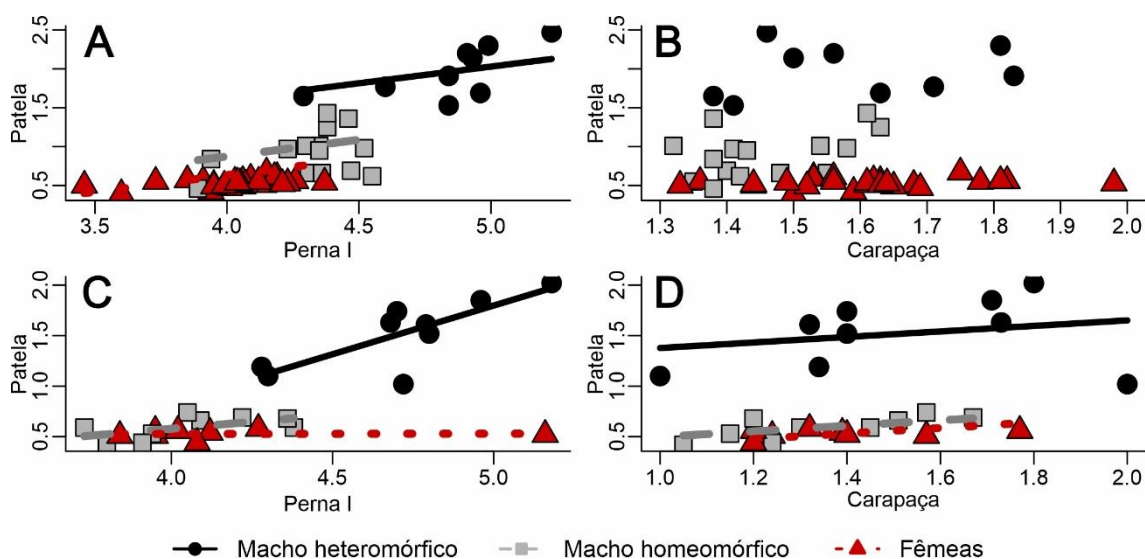 A
B
Patela
2.5
1.5
0.5
3.5 4.0 4.5 5.0
Perna I
Patela
2.5
1.5
0.5
1.3 1.4 1.5 1.6 1.7 1.8 1.9 2.0
Carapaça
C
D
Patela
2.0
1.5
1.0
0.5
4.0 4.5 5.0
Perna I
Patela
2.0
1.5
1.0
0.5
1.0 1.2 1.4 1.6 1.8 2.0
Carapaça
Macho heteromórfico Macho homeomórfico Fêmeas